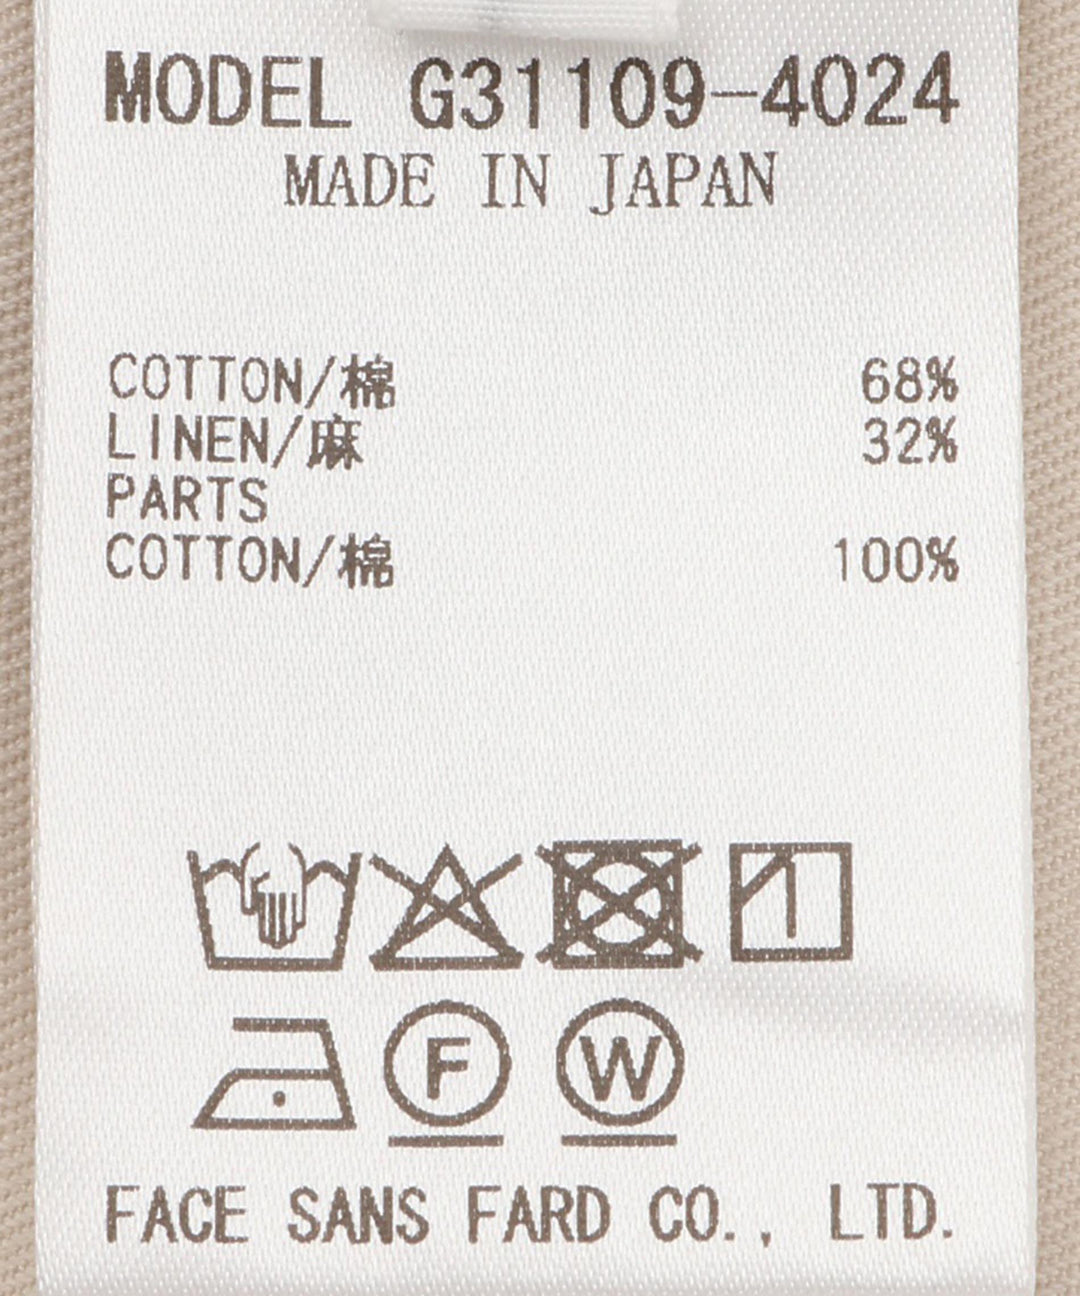 MODEL G31109-4024
MADE IN JAPAN
COTTON/棉 68%
LINEN/麻 32%
PARTS
COTTON/棉 100%
F W
FACE SANS FARD CO., LTD.